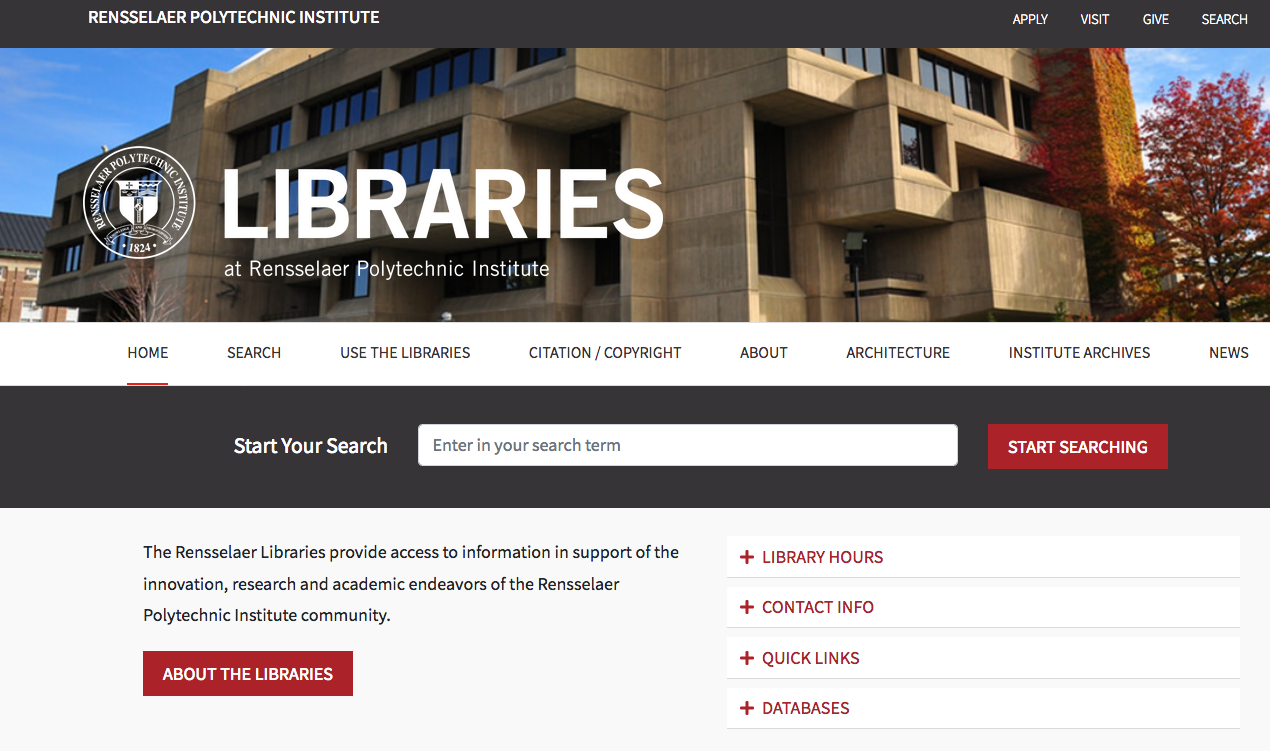 RENSSELAER POLYTECHNIC INSTITUTE
APPLY VISIT GIVE SEARCH
RENSSELAER POLYTECHNIC INSTITUTE
• 1824 •
LIBRARIES
at Rensselaer Polytechnic Institute
HOME SEARCH USE THE LIBRARIES CITATION / COPYRIGHT ABOUT ARCHITECTURE INSTITUTE ARCHIVES NEWS
Start Your Search Enter in your search term START SEARCHING
The Rensselaer Libraries provide access to information in support of the
innovation, research and academic endeavors of the Rensselaer
Polytechnic Institute community.
ABOUT THE LIBRARIES
+ LIBRARY HOURS
+ CONTACT INFO
+ QUICK LINKS
+ DATABASES